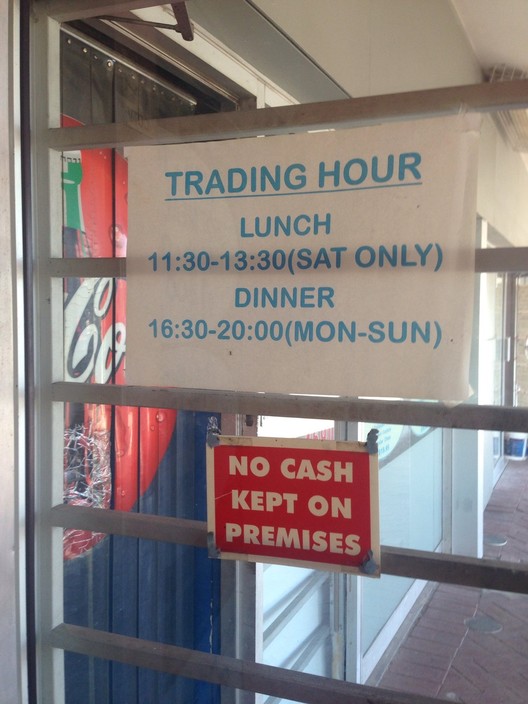 TRADING HOUR
LUNCH
11:30-13:30(SAT ONLY)
DINNER
16:30-20:00(MON-SUN)
NO CASH
KEPT ON
PREMISES